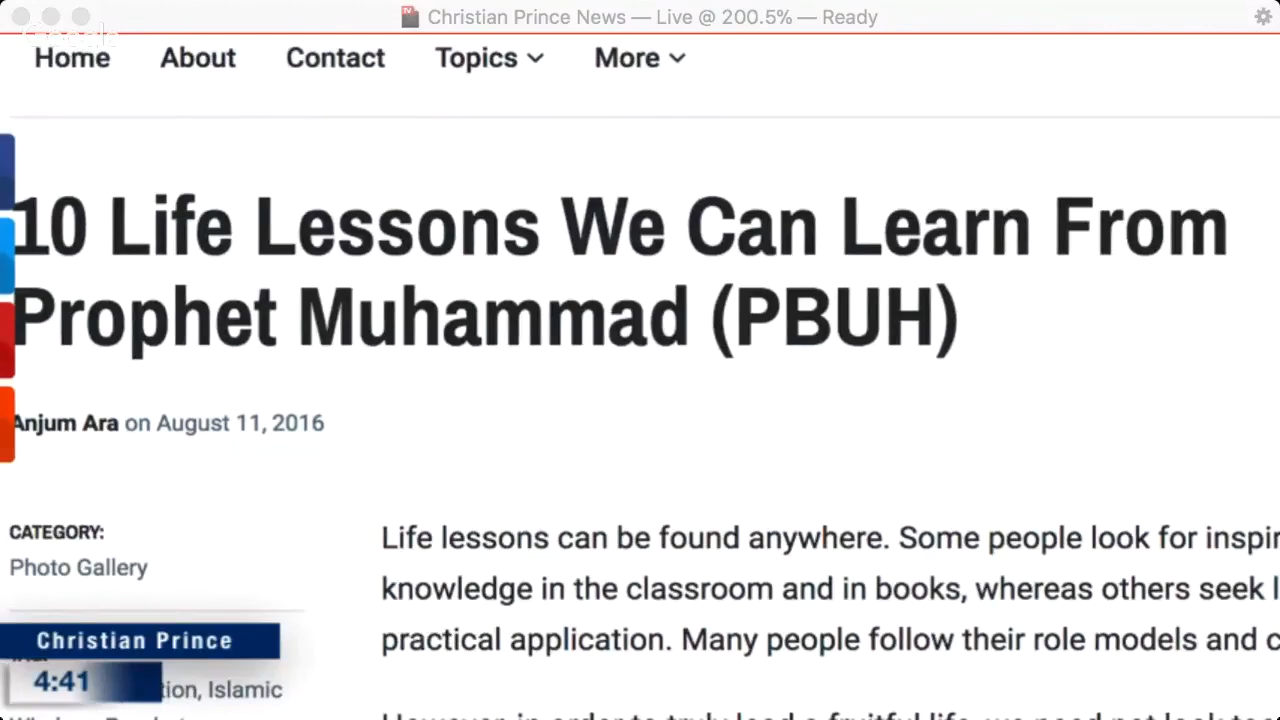 Christian Prince News — Live @ 200.5% — Ready
Google
Home About Contact Topics More
10 Life Lessons We Can Learn From
Prophet Muhammad (PBUH)
Anjum Ara on August 11, 2016
CATEGORY:
Photo Gallery
Life lessons can be found anywhere. Some people look for
knowledge in the classroom and in books, whereas others seek
practical application. Many people follow their role models and
Christian Prince
4:41
Islamic